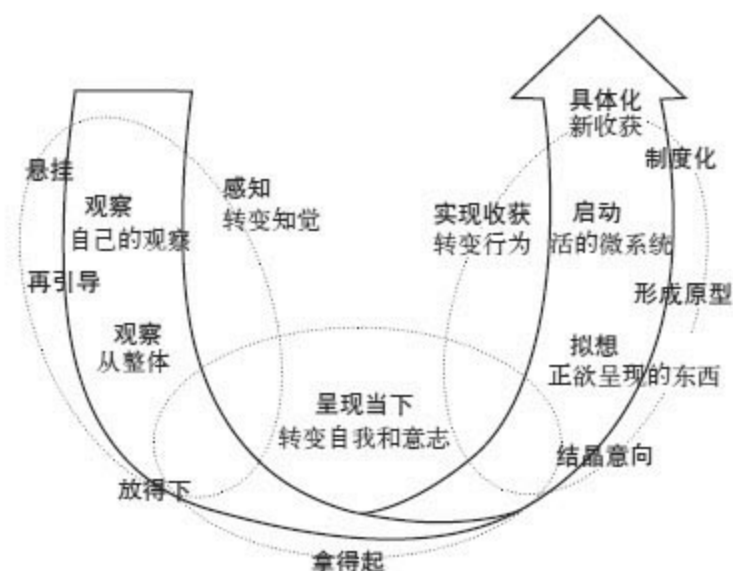 具体化
新收获
悬挂
制度化
感知
转变知觉
观察
自己的观察
实现收获
转变行为
启动
活的微系统
再引导
形成原型
观察
从整体
拟想
正欲呈现的东西
呈现当下
转变自我和意志
结晶意向
放得下
拿得起